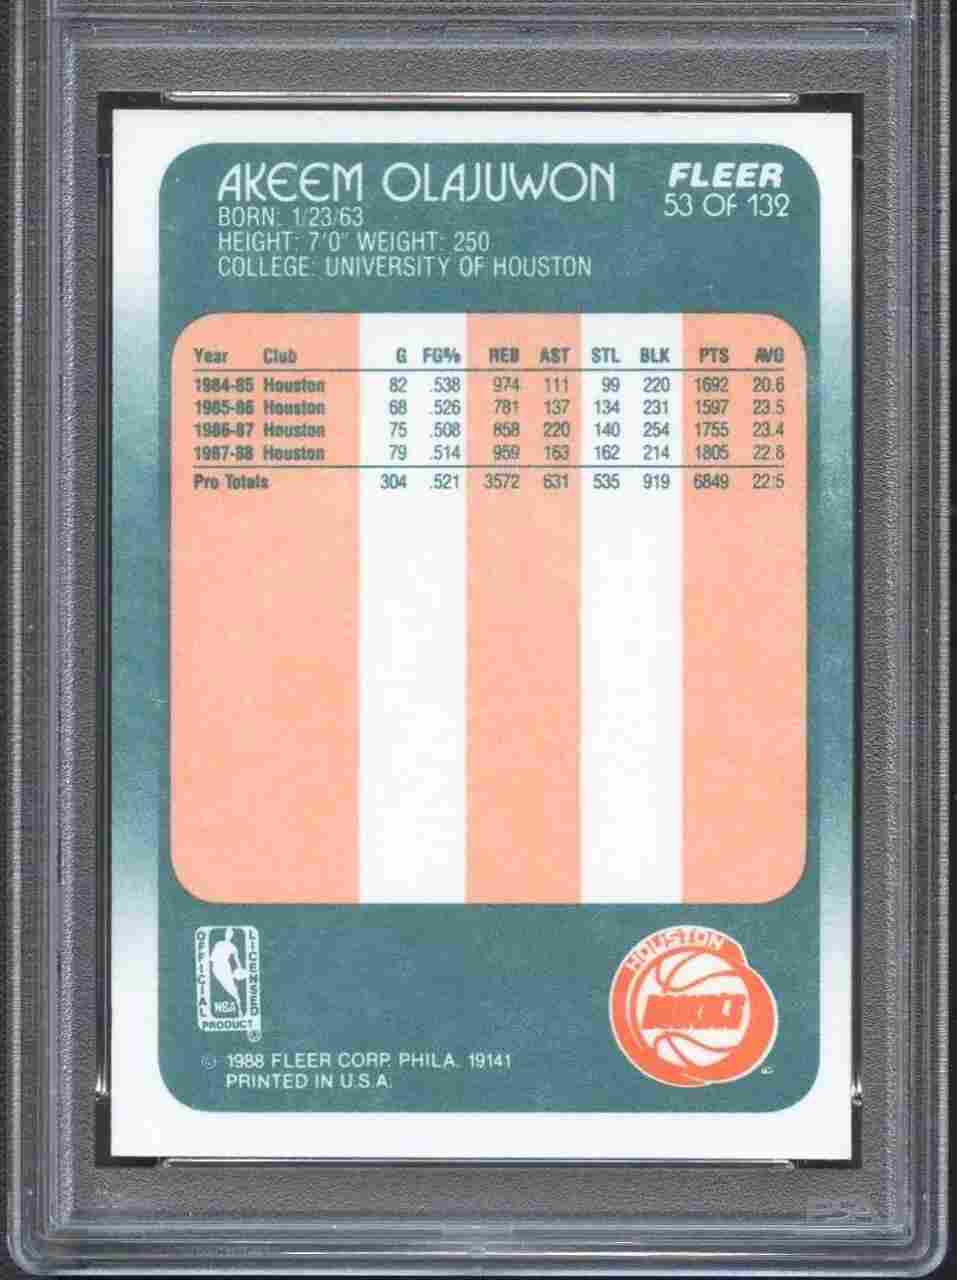 AKEEM OLAJUWON
FLEER
53 OF 132
BORN: 1/23/63
HEIGHT: 7'0" WEIGHT: 250
COLLEGE: UNIVERSITY OF HOUSTON
Year Club G FG% REB AST STL BLK PTS AVG
1984-85 Houston 82 .538 974 111 99 220 1692 20.6
1985-86 Houston 68 .526 781 137 134 231 1597 23.5
1986-87 Houston 75 .508 858 220 140 254 1755 23.4
1987-88 Houston 79 .514 959 163 162 214 1805 22.8
Pro Totals 304 .521 3572 631 535 919 6849 22.5
OFFICIAL
LICENSED
NBA
PRODUCT
®
HOUSTON
ROCKETS
© 1988 FLEER CORP. PHILA. 19141
PRINTED IN U.S.A.